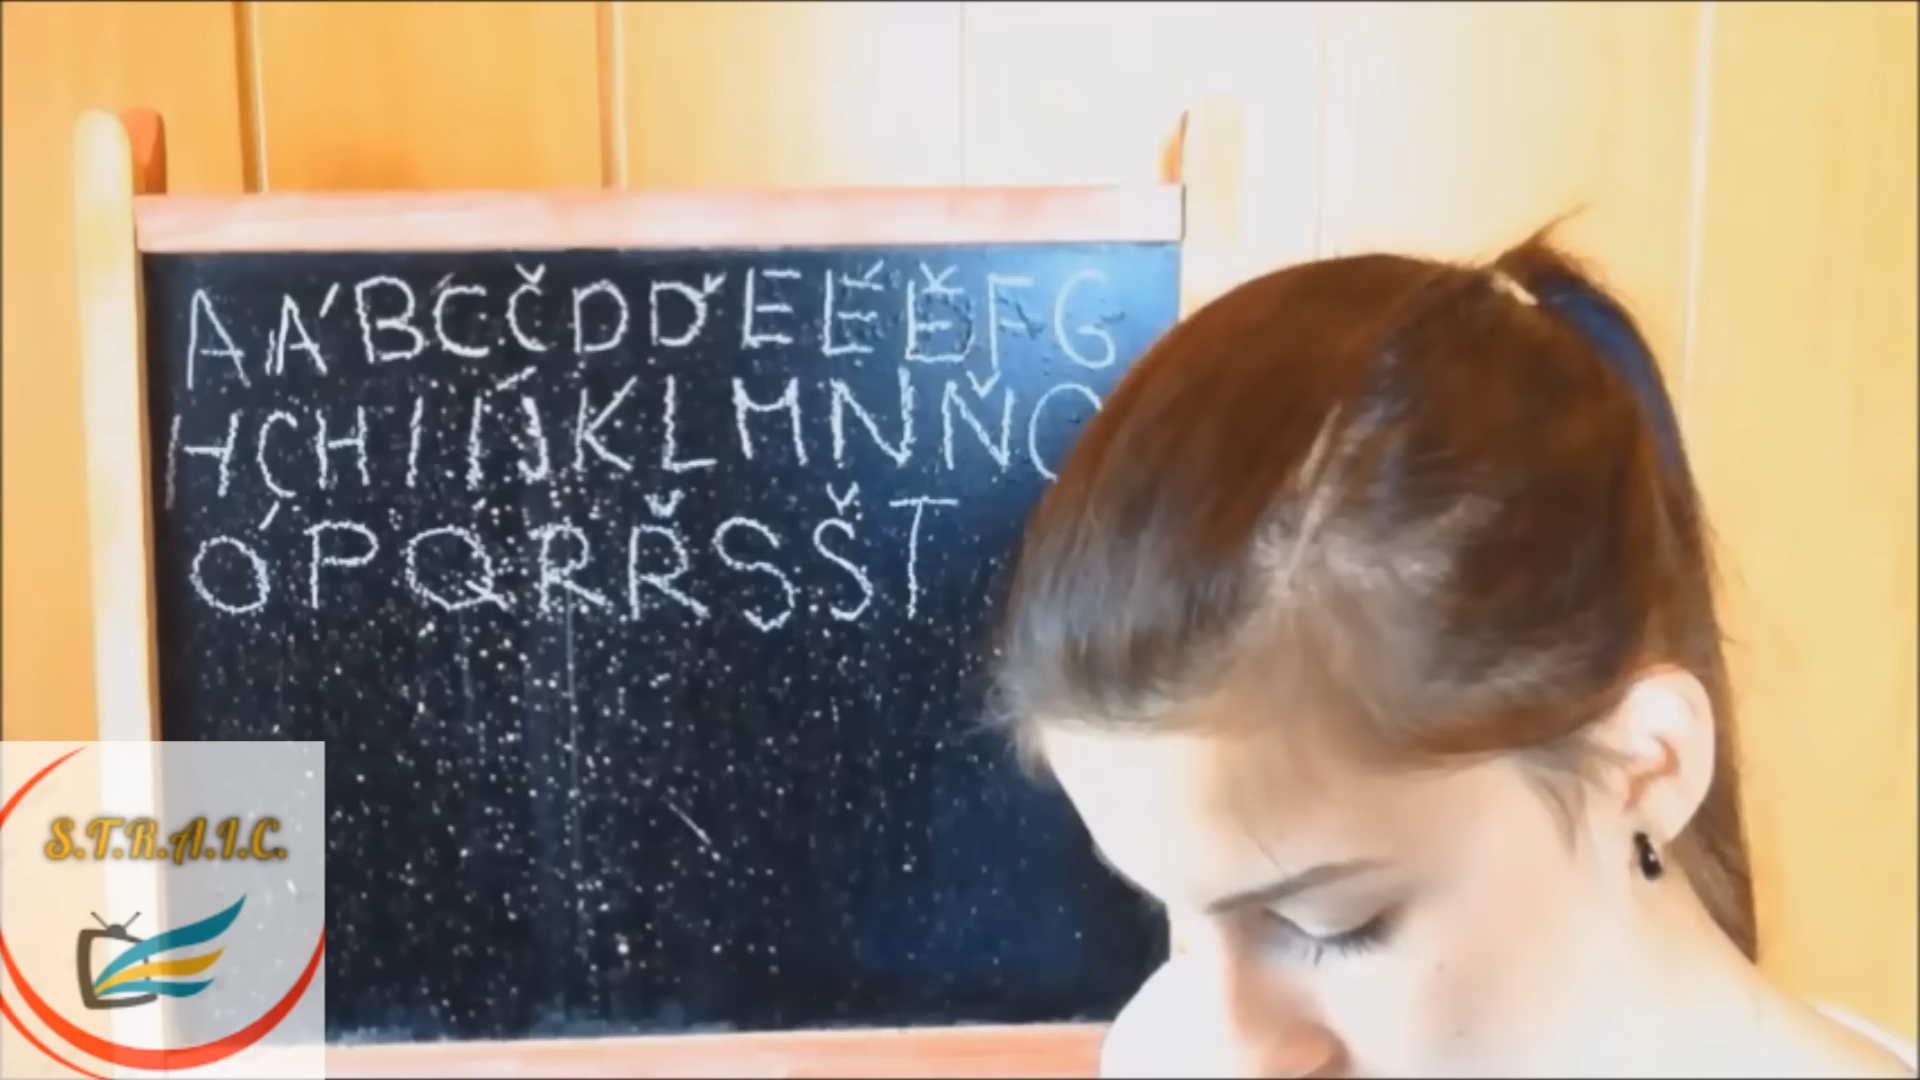 A Á B C Č D Ď E É Ě F G
H CH I Í J K L M N Ň O
Ó P Q R Ř S Š T
S.T.R.A.I.C.